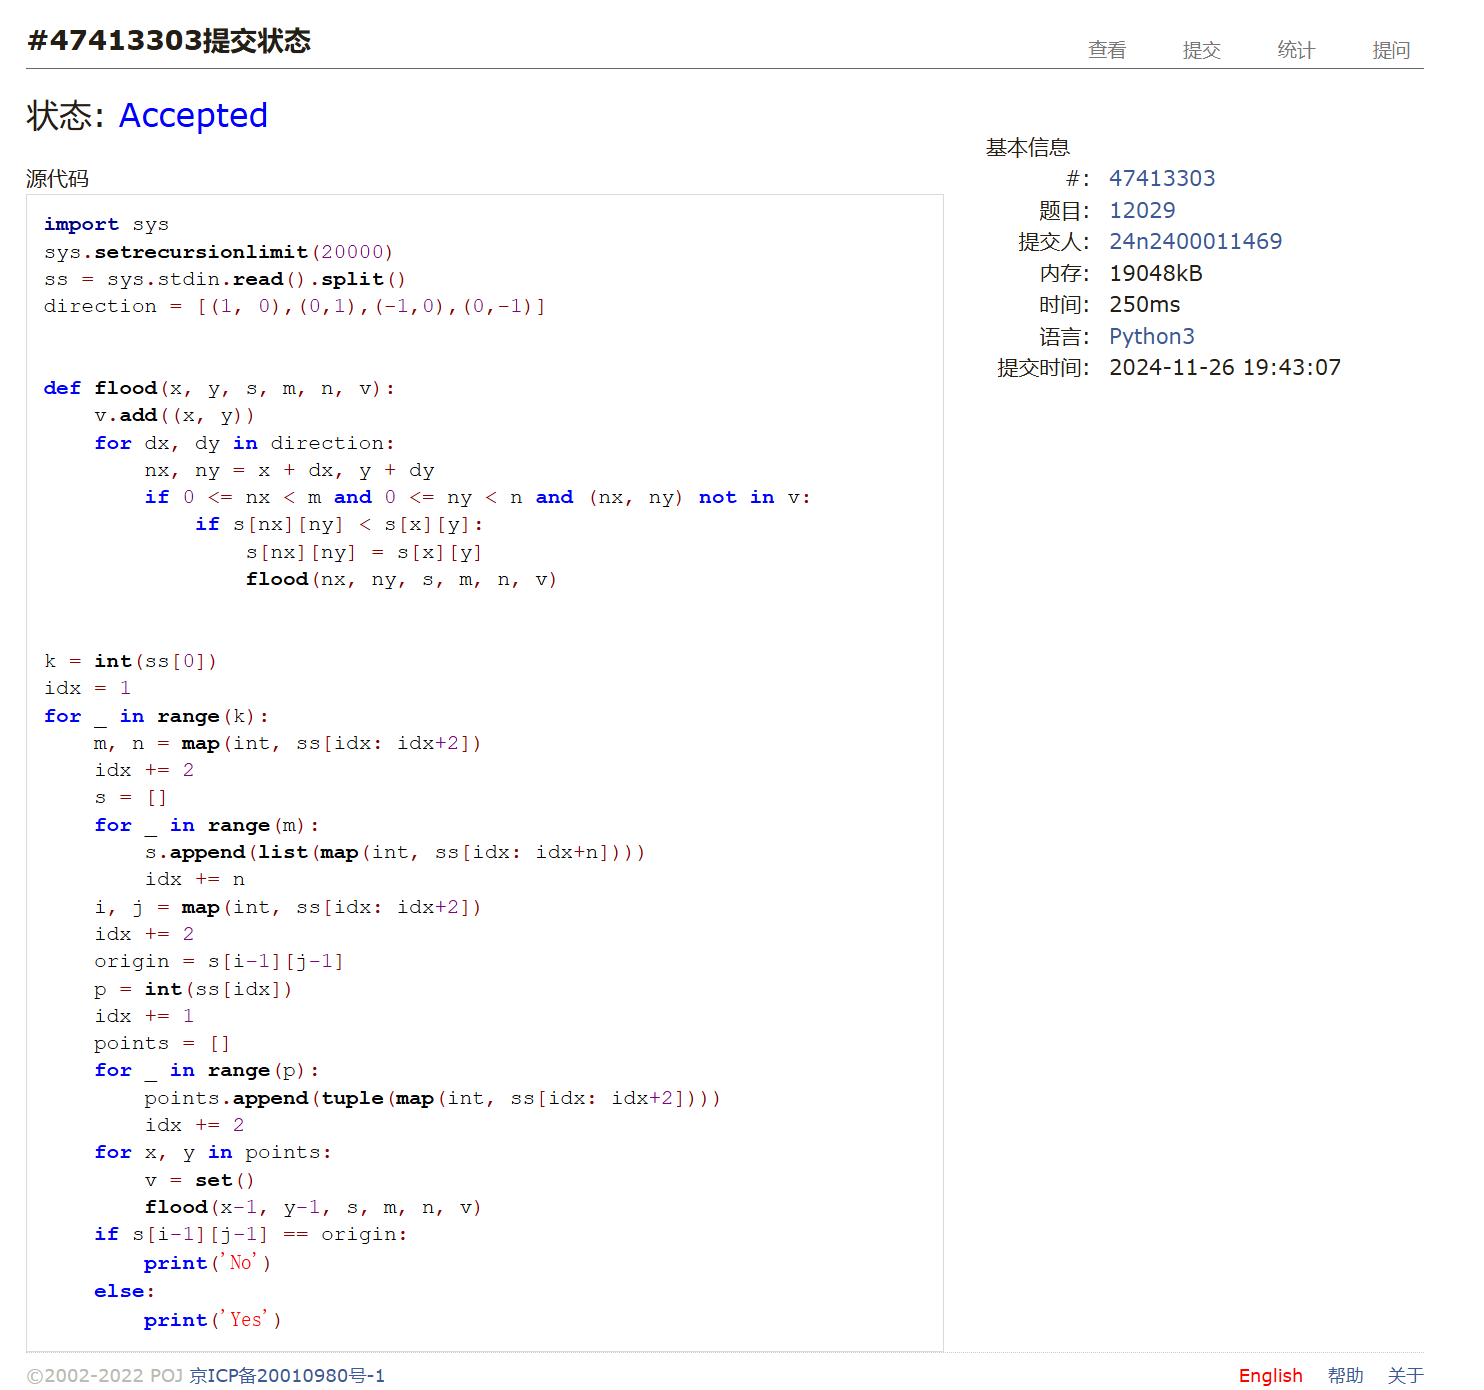 #47413303提交状态
查看 提交 统计 提问
状态: Accepted
源代码
import sys
sys.setrecursionlimit(20000)
ss = sys.stdin.read().split()
direction = [(1, 0),(0,1),(-1,0),(0,-1)]
def flood(x, y, s, m, n, v):
    v.add((x, y))
    for dx, dy in direction:
        nx, ny = x + dx, y + dy
        if 0 <= nx < m and 0 <= ny < n and (nx, ny) not in v:
            if s[nx][ny] < s[x][y]:
                s[nx][ny] = s[x][y]
                flood(nx, ny, s, m, n, v)
k = int(ss[0])
idx = 1
for _ in range(k):
    m, n = map(int, ss[idx: idx+2])
    idx += 2
    s = []
    for _ in range(m):
        s.append(list(map(int, ss[idx: idx+n])))
        idx += n
    i, j = map(int, ss[idx: idx+2])
    idx += 2
    origin = s[i-1][j-1]
    p = int(ss[idx])
    idx += 1
    points = []
    for _ in range(p):
        points.append(tuple(map(int, ss[idx: idx+2])))
        idx += 2
    for x, y in points:
        v = set()
        flood(x-1, y-1, s, m, n, v)
    if s[i-1][j-1] == origin:
        print('No')
    else:
        print('Yes')
基本信息
#: 47413303
题目: 12029
提交人: 24n2400011469
内存: 19048kB
时间: 250ms
语言: Python3
提交时间: 2024-11-26 19:43:07
©2002-2022 POJ 京ICP备20010980号-1
English 帮助 关于